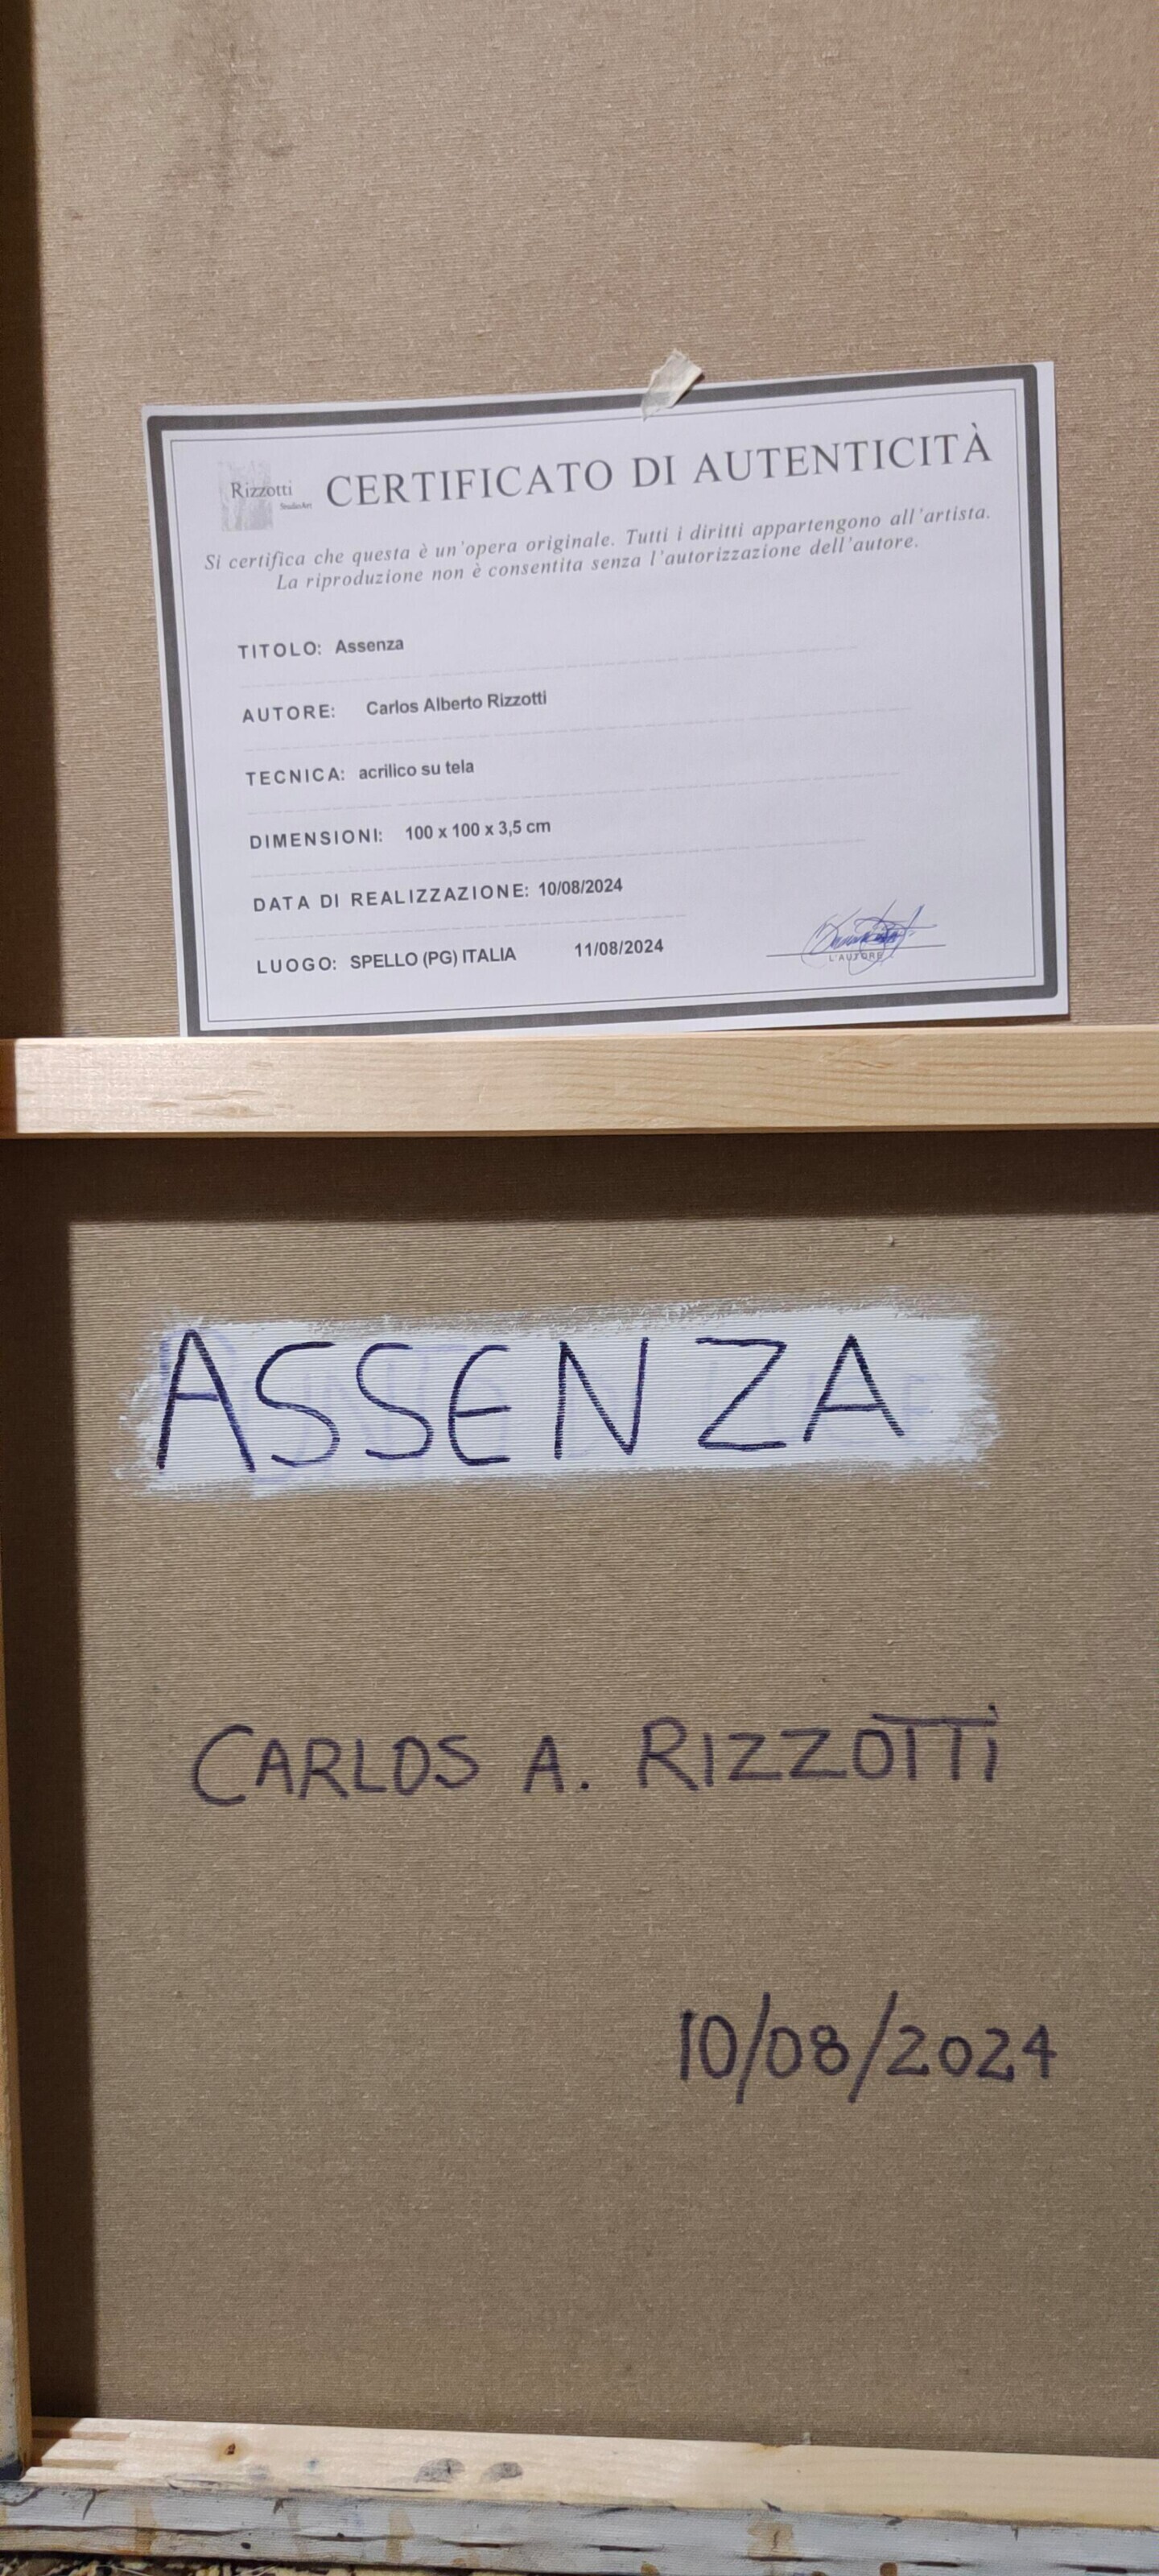 Rizzotti
StudioArt
CERTIFICATO DI AUTENTICITÀ
Si certifica che questa è un'opera originale. Tutti i diritti appartengono all'artista.
La riproduzione non è consentita senza l'autorizzazione dell'autore.
TITOLO: Assenza
AUTORE: Carlos Alberto Rizzotti
TECNICA: acrilico su tela
DIMENSIONI: 100 x 100 x 3,5 cm
DATA DI REALIZZAZIONE: 10/08/2024
LUOGO: SPELLO (PG) ITALIA 11/08/2024
L'AUTORE
ASSENZA
CARLOS A. RIZZOTTi
10/08/2024